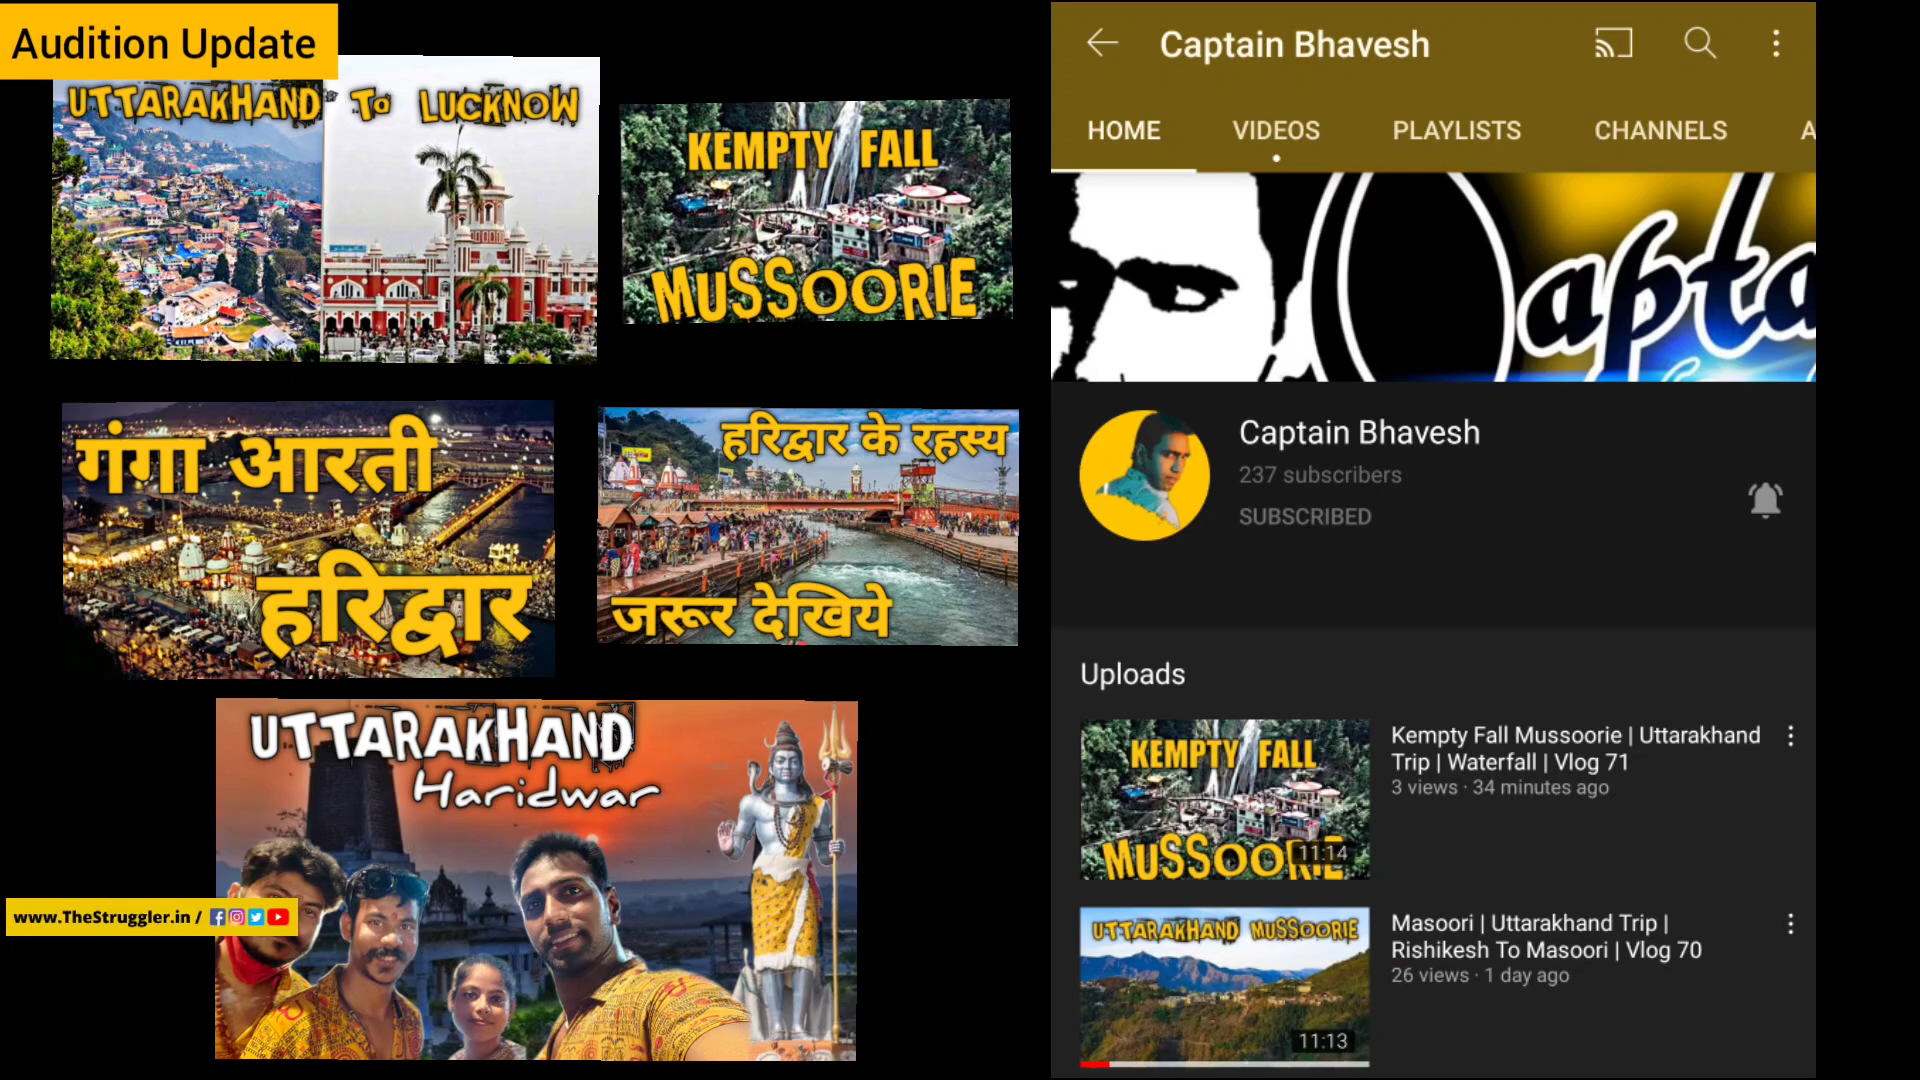 Audition Update
UTTARAKHAND To LUCKNOW
KEMPTY FALL
MUSSOORIE
गंगा आरती
हरिद्वार
हरिद्वार के रहस्य
जरूर देखिये
UTTARAKHAND
Haridwar
www.TheStruggler.in /
Captain Bhavesh
HOME VIDEOS PLAYLISTS CHANNELS A
Capta
Captain Bhavesh
237 subscribers
SUBSCRIBED
Uploads
KEMPTY FALL
MUSSOORIE
11:14
Kempty Fall Mussoorie | Uttarakhand
Trip | Waterfall | Vlog 71
3 views · 34 minutes ago
UTTARAKHAND MUSSOORIE
11:13
Masoori | Uttarakhand Trip |
Rishikesh To Masoori | Vlog 70
26 views · 1 day ago